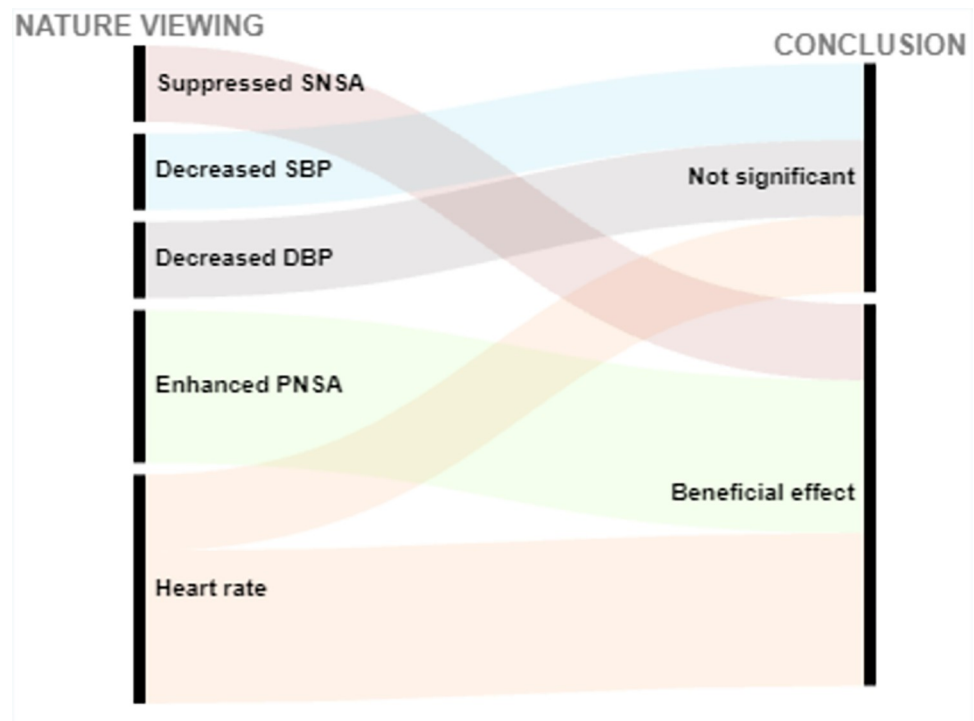 NATURE VIEWING
CONCLUSION
Suppressed SNSA
Decreased SBP
Not significant
Decreased DBP
Enhanced PNSA
Beneficial effect
Heart rate